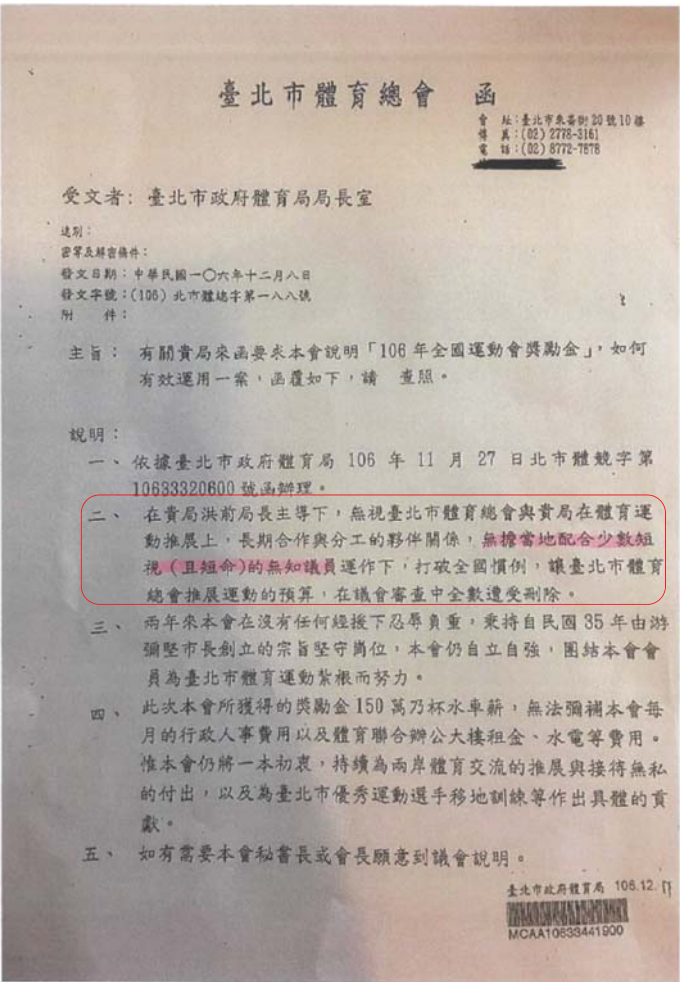 臺北市體育總會　函
會　址：臺北市東崙街20號10樓
傳　真：(02) 2778-3161
電　話：(02) 8772-7878
受文者：臺北市政府體育局局長室
速別：
密等及解密條件：
發文日期：中華民國一〇六年十二月八日
發文字號：(106) 北市體總字第一八八號
附　件：
主旨：有關貴局來函要求本會說明「106 年全國運動會獎勵金」，如何
有效運用一案，函覆如下，請　查照。
說明：
一、依據臺北市政府體育局 106 年 11 月 27 日北市體競字第
10633320600 號函辦理。
二、在貴局洪前局長主導下，無視臺北市體育總會與貴局在體育運
動推展上，長期合作與分工的夥伴關係，無擔當地配合少數短
視（且短命）的無知議員運作下，打破全國慣例，讓臺北市體育
總會推展運動的預算，在議會審查中全數遭受刪除。
三、兩年來本會在沒有任何經援下忍辱負重，秉持自民國 35 年由游
彌堅市長創立的宗旨堅守崗位，本會仍自立自強，團結本會會
員為臺北市體育運動紮根而努力。
四、此次本會所獲得的獎勵金 150 萬乃杯水車薪，無法彌補本會每
月的行政人事費用以及體育聯合辦公大樓租金、水電等費用。
惟本會仍將一本初衷，持續為兩岸體育交流的推展與接待無私
的付出，以及為臺北市優秀運動選手移地訓練等作出具體的貢
獻。
五、如有需要本會秘書長或會長願意到議會說明。
臺北市政府體育局 106.12.
MCAA10633441900